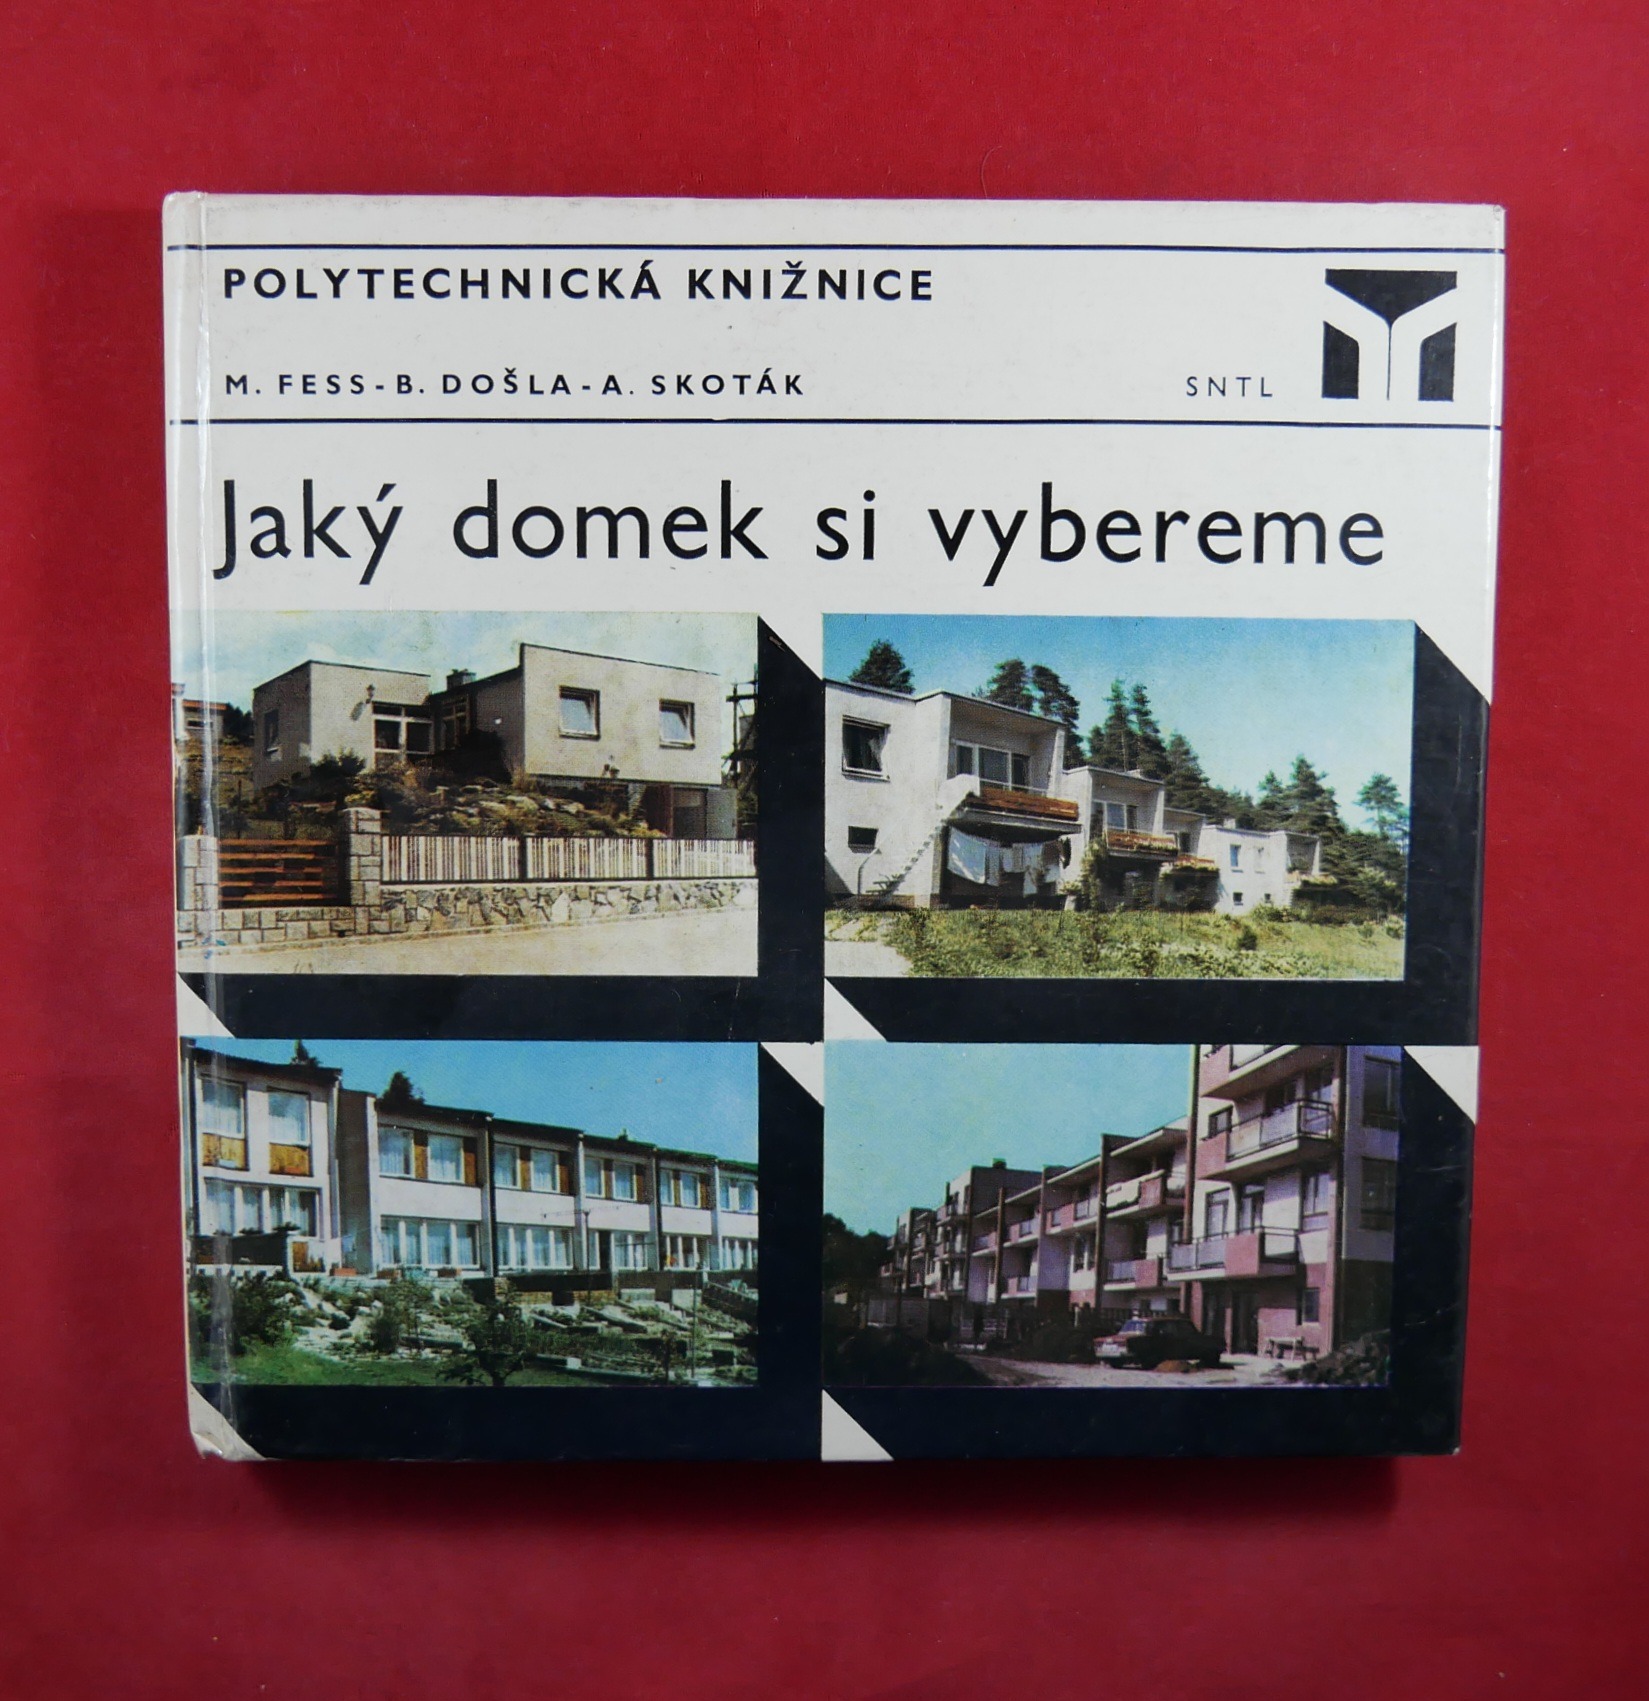 POLYTECHNICKÁ KNIŽNICE
M. FESS - B. DOŠLA - A. SKOTÁK
SNTL
Jaký domek si vybereme